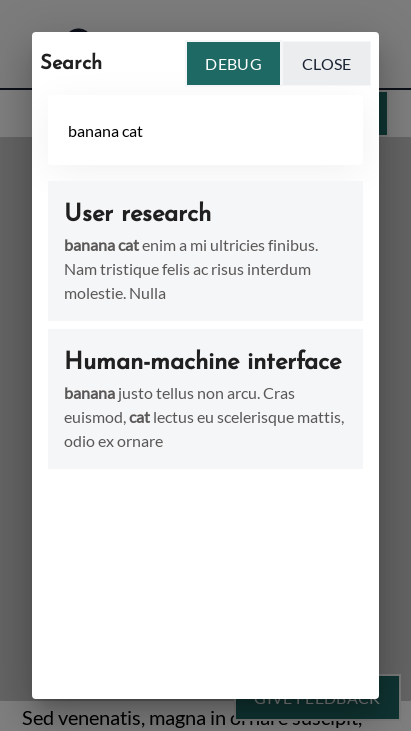 Search
DEBUG
CLOSE
banana cat
User research
banana cat enim a mi ultricies finibus.
Nam tristique felis ac risus interdum
molestie. Nulla
Human-machine interface
banana justo tellus non arcu. Cras
euismod, cat lectus eu scelerisque mattis,
odio ex ornare
GIVE FEEDBACK
Sed venenatis, magna in ornare suscipit,